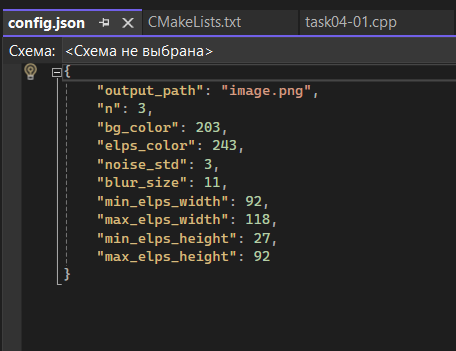 config.json CMakeLists.txt task04-01.cpp
Схема: <Схема не выбрана>
{
"output_path": "image.png",
"n": 3,
"bg_color": 203,
"elps_color": 243,
"noise_std": 3,
"blur_size": 11,
"min_elps_width": 92,
"max_elps_width": 118,
"min_elps_height": 27,
"max_elps_height": 92
}